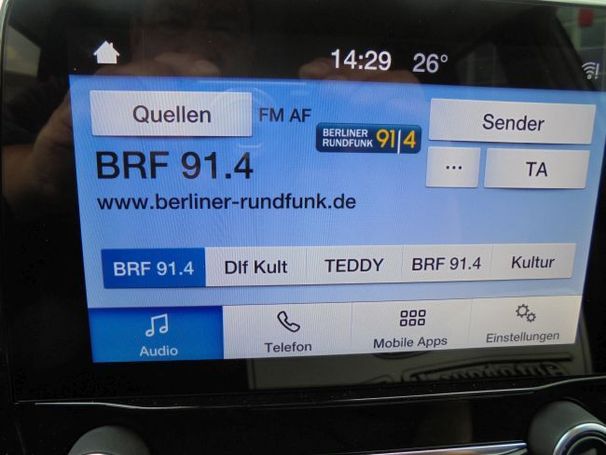 14:29 26°
Quellen FM AF
BERLINER RUNDFUNK 91|4
Sender
BRF 91.4
... TA
www.berliner-rundfunk.de
BRF 91.4 Dlf Kult TEDDY BRF 91.4 Kultur
Audio Telefon Mobile Apps Einstellungen